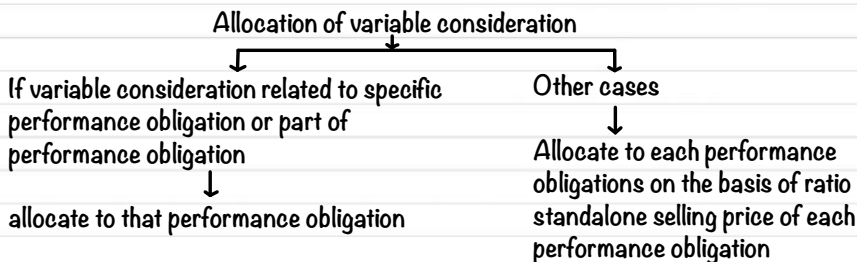 Allocation of variable consideration
If variable consideration related to specific
performance obligation or part of
performance obligation
allocate to that performance obligation
Other cases
Allocate to each performance
obligations on the basis of ratio
standalone selling price of each
performance obligation